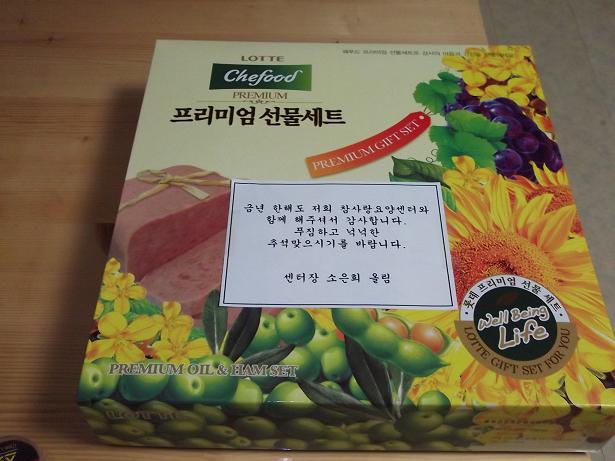 LOTTE
Chefood
PREMIUM
프리미엄 선물세트
PREMIUM GIFT SET
금년 한해도 저희 참사랑요양센터와
함께 해주셔서 감사합니다.
푸짐하고 넉넉한
추석맞으시기를 바랍니다.
센터장 소은희 올림
롯데 프리미엄 선물 세트
Well Being
Life
LOTTE GIFT SET FOR YOU
PREMIUM OIL & HAM SET